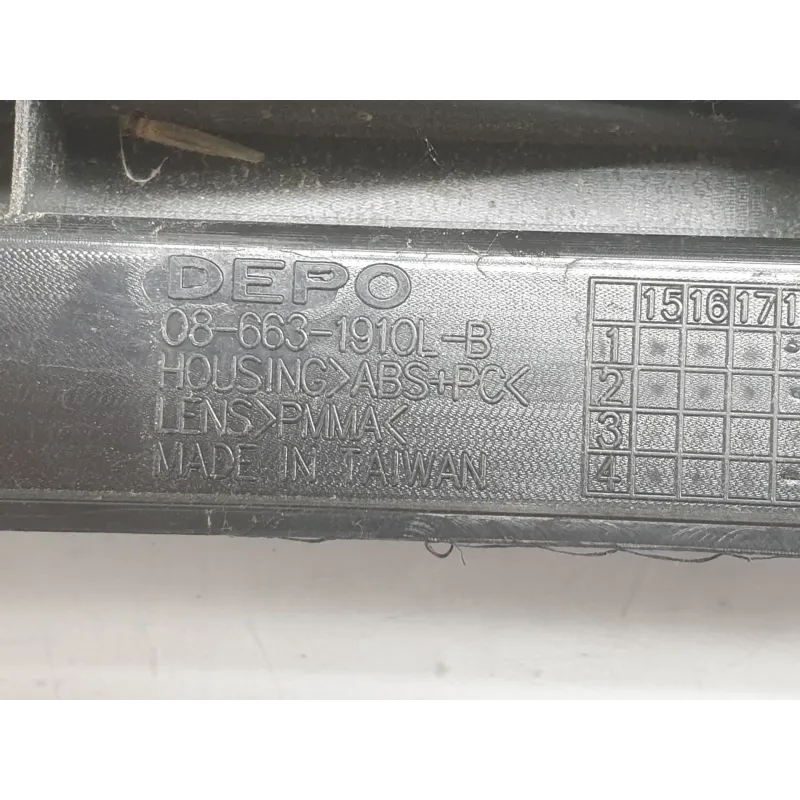 DEPO
08-663-1910L-B
HOUSING>ABS+PC<
LENS>PMMA<
MADE IN TAIWAN
15 16 17
1
2
3
4